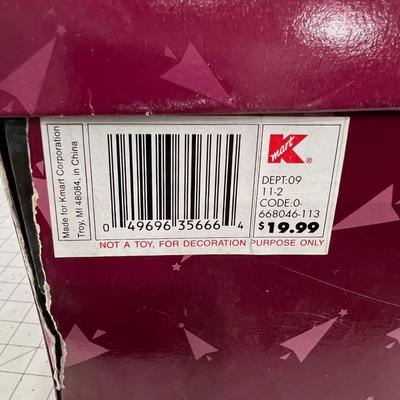 Made for Kmart Corporation
Troy, MI 48084, in China
0 49696 35666 4
K
mart ®
DEPT:09
11-2
CODE:0-
668046-113
$19.99
NOT A TOY, FOR DECORATION PURPOSE ONLY